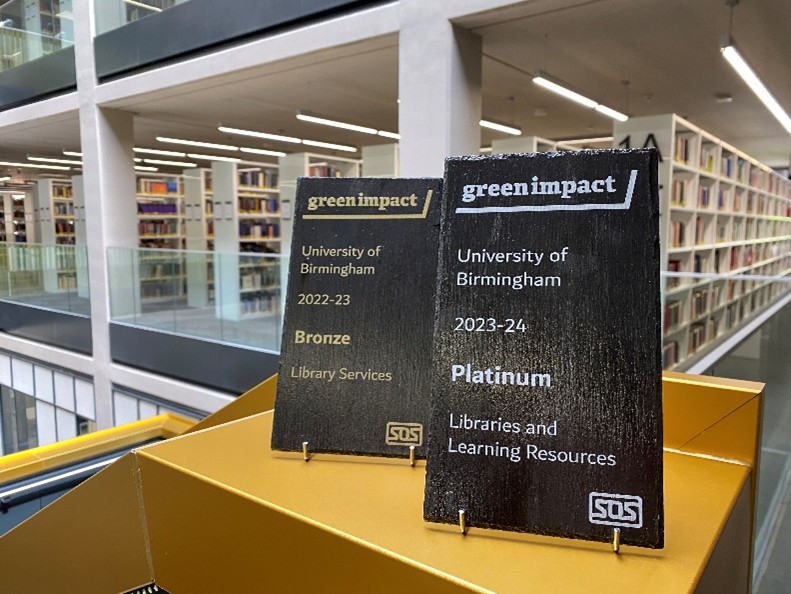 greenimpact
University of
Birmingham
2022-23
Bronze
Library Services
SOS
greenimpact
University of
Birmingham
2023-24
Platinum
Libraries and
Learning Resources
SOS
1A